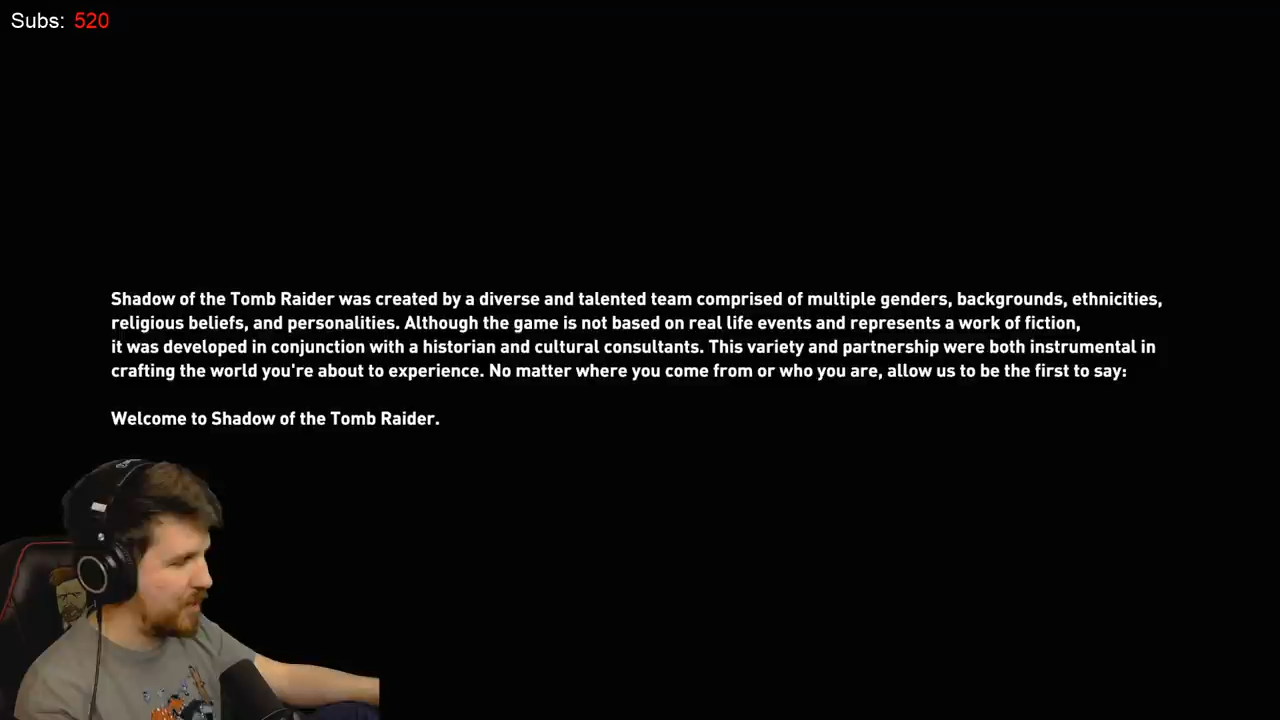 Subs: 520
Shadow of the Tomb Raider was created by a diverse and talented team comprised of multiple genders, backgrounds, ethnicities,
religious beliefs, and personalities. Although the game is not based on real life events and represents a work of fiction,
it was developed in conjunction with a historian and cultural consultants. This variety and partnership were both instrumental in
crafting the world you're about to experience. No matter where you come from or who you are, allow us to be the first to say:
Welcome to Shadow of the Tomb Raider.